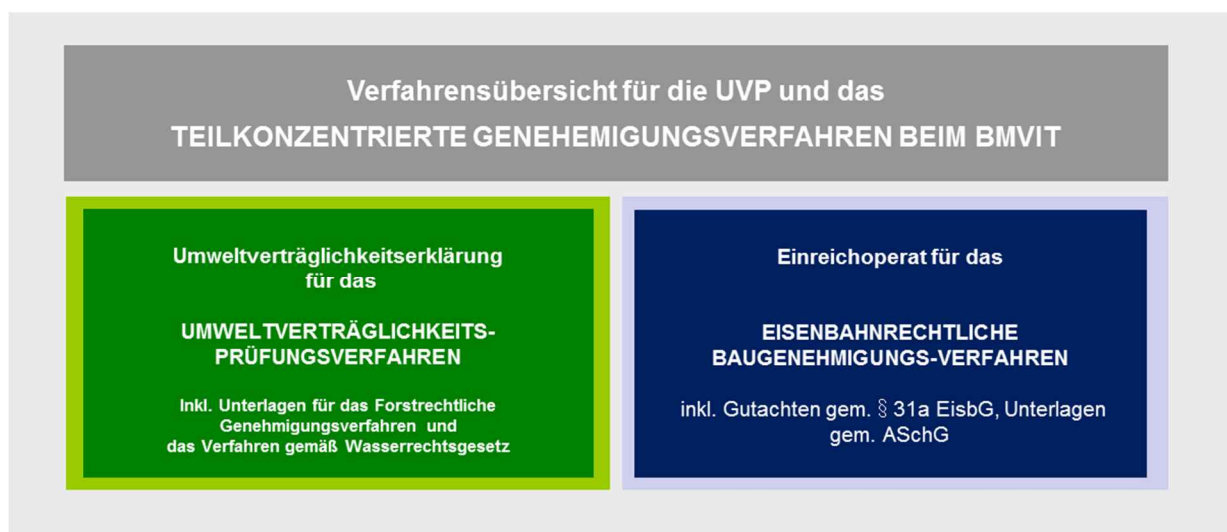 Verfahrensübersicht für die UVP und das
TEILKONZENTRIERTE GENEHEMIGUNGSVERFAHREN BEIM BMVIT
Umweltverträglichkeitserklärung
für das
UMWELTVERTRÄGLICHKEITS-
PRÜFUNGSVERFAHREN
Inkl. Unterlagen für das Forstrechtliche
Genehmigungsverfahren und
das Verfahren gemäß Wasserrechtsgesetz
Einreichoperat für das
EISENBAHNRECHTLICHE
BAUGENEHMIGUNGS-VERFAHREN
inkl. Gutachten gem. § 31a EisbG, Unterlagen
gem. ASchG